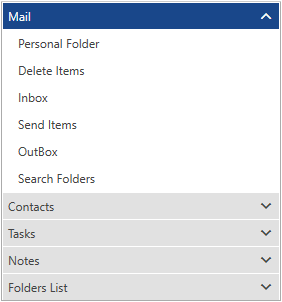 Mail
Personal Folder
Delete Items
Inbox
Send Items
OutBox
Search Folders
Contacts
Tasks
Notes
Folders List